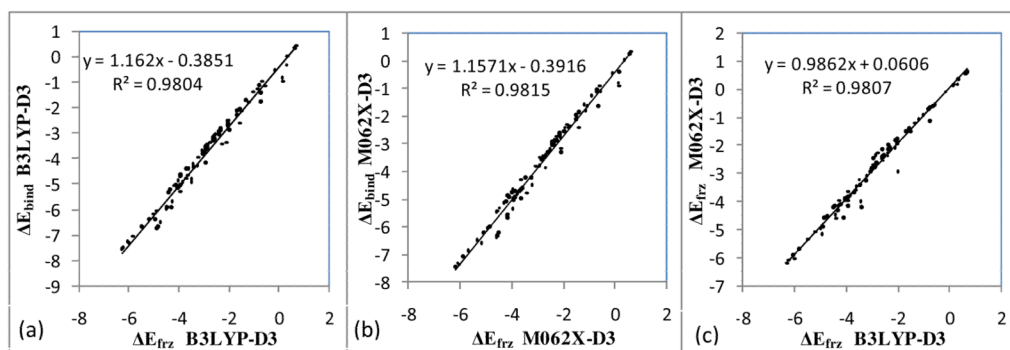 1
0
-1
-2
-3
-4
-5
-6
-7
-8
-9
ΔEbind B3LYP-D3
y = 1.162x - 0.3851
R² = 0.9804
-8 -6 -4 -2 0 2
(a) ΔEfrz B3LYP-D3
1
0
-1
-2
-3
-4
-5
-6
-7
-8
ΔEbind M062X-D3
y = 1.1571x - 0.3916
R² = 0.9815
-8 -6 -4 -2 0 2
(b) ΔEfrz M062X-D3
2
1
0
-1
-2
-3
-4
-5
-6
-7
ΔEfrz M062X-D3
y = 0.9862x + 0.0606
R² = 0.9807
-8 -6 -4 -2 0 2
(c) ΔEfrz B3LYP-D3